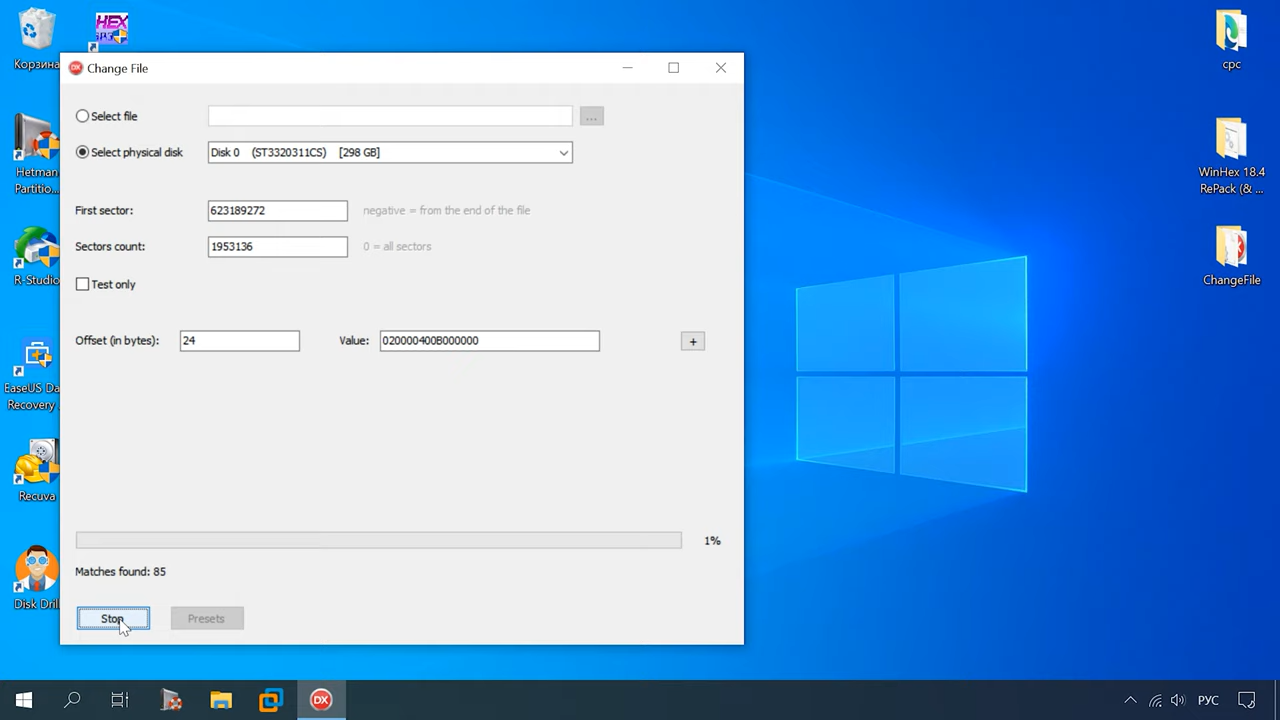 HEX
Корзина
Hetman
Partitio...
R-Studio
EaseUS Da
Recovery
Recuva
Disk Drill
DX Change File
Select file
...
Select physical disk
Disk 0 (ST3320311CS) [298 GB]
First sector:
623189272
negative = from the end of the file
Sectors count:
1953136
0 = all sectors
Test only
Offset (in bytes):
24
Value:
020000400B000000
+
1%
Matches found: 85
Stop
Presets
cpc
WinHex 18.4
RePack (& ...
ChangeFile
DX
РУС